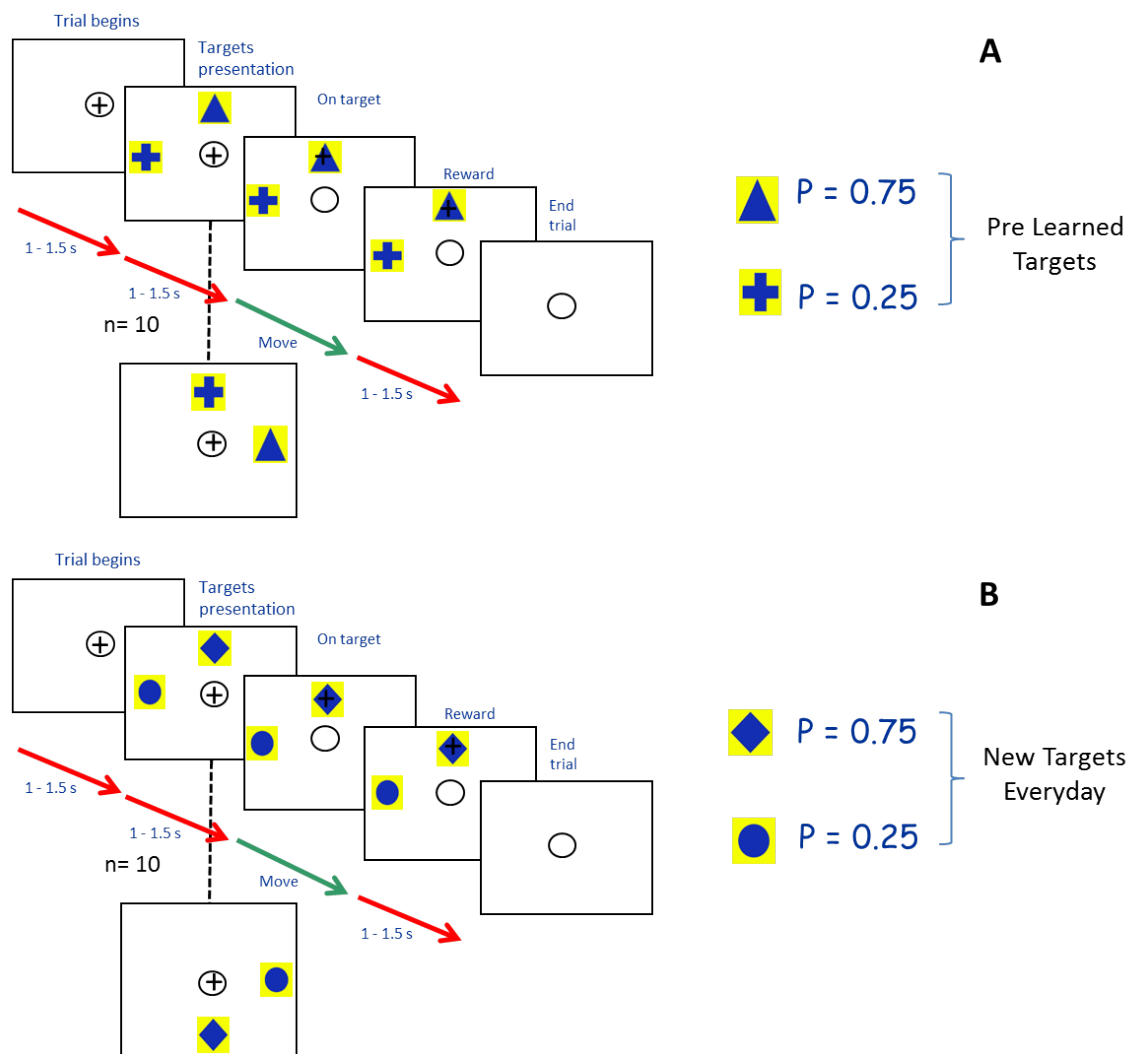 Trial begins
Targets
presentation
On target
Reward
End
trial
1 - 1.5 s
1 - 1.5 s
n= 10
Move
1 - 1.5 s
A
P = 0.75
P = 0.25
Pre Learned
Targets
Trial begins
Targets
presentation
On target
Reward
End
trial
1 - 1.5 s
1 - 1.5 s
n= 10
Move
1 - 1.5 s
B
P = 0.75
P = 0.25
New Targets
Everyday